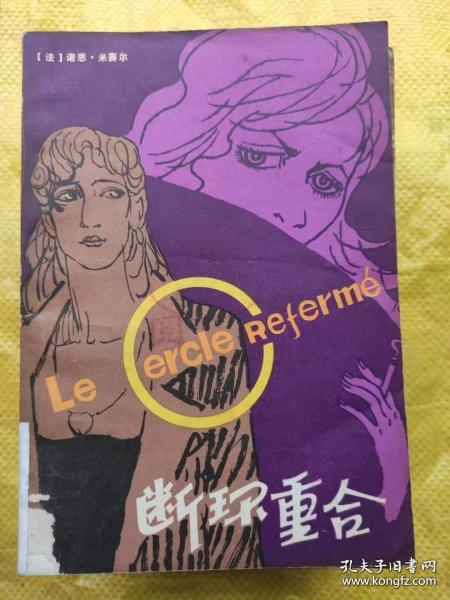 [法]诺恩·米赛尔
Le Cercle Refermé
断环重合
孔夫子旧书网
www.kongfz.com